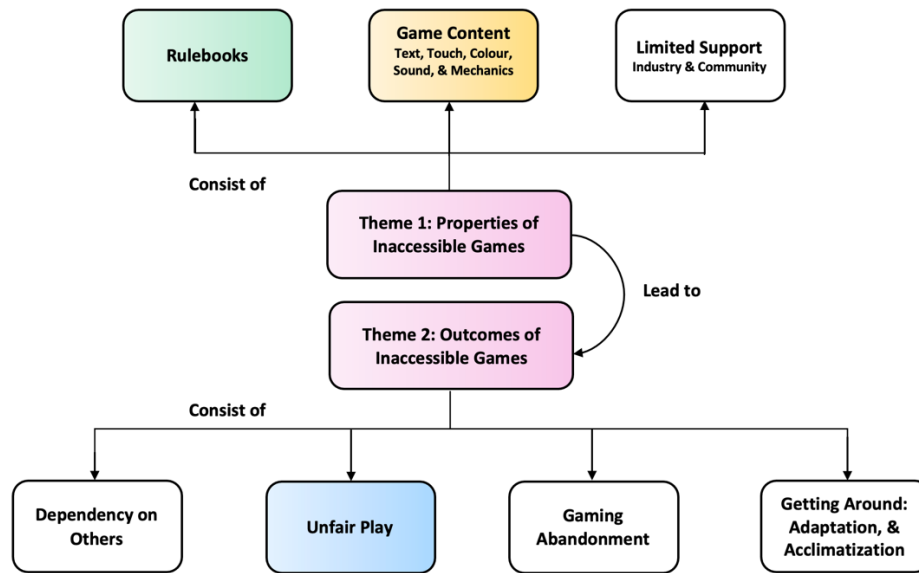 Rulebooks
Game Content
Text, Touch, Colour,
Sound, & Mechanics
Limited Support
Industry & Community
Consist of
Theme 1: Properties of
Inaccessible Games
Lead to
Theme 2: Outcomes of
Inaccessible Games
Consist of
Dependency on
Others
Unfair Play
Gaming
Abandonment
Getting Around:
Adaptation, &
Acclimatization